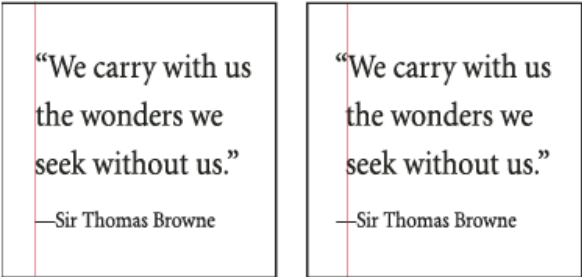 “We carry with us
the wonders we
seek without us.”
—Sir Thomas Browne
“We carry with us
the wonders we
seek without us.”
—Sir Thomas Browne